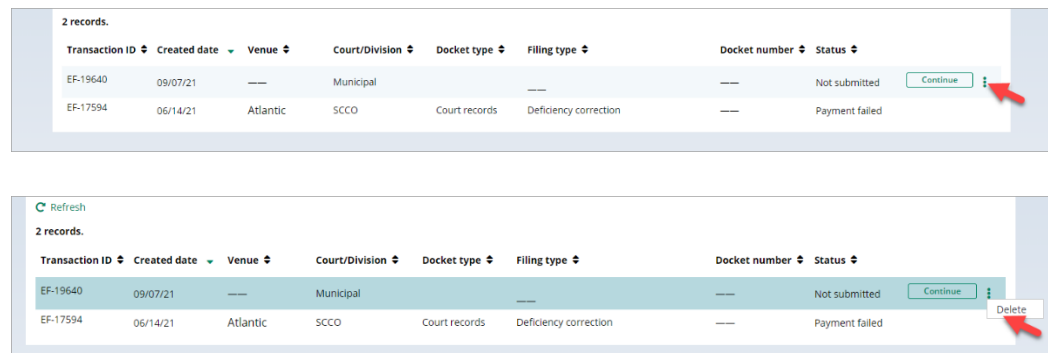 2 records.
Transaction ID Created date Venue Court/Division Docket type Filing type Docket number Status
EF-19640 09/07/21 —— Municipal __ —— Not submitted Continue
EF-17594 06/14/21 Atlantic SCCO Court records Deficiency correction —— Payment failed
Refresh
2 records.
Transaction ID Created date Venue Court/Division Docket type Filing type Docket number Status
EF-19640 09/07/21 —— Municipal __ —— Not submitted Continue
Delete
EF-17594 06/14/21 Atlantic SCCO Court records Deficiency correction —— Payment failed